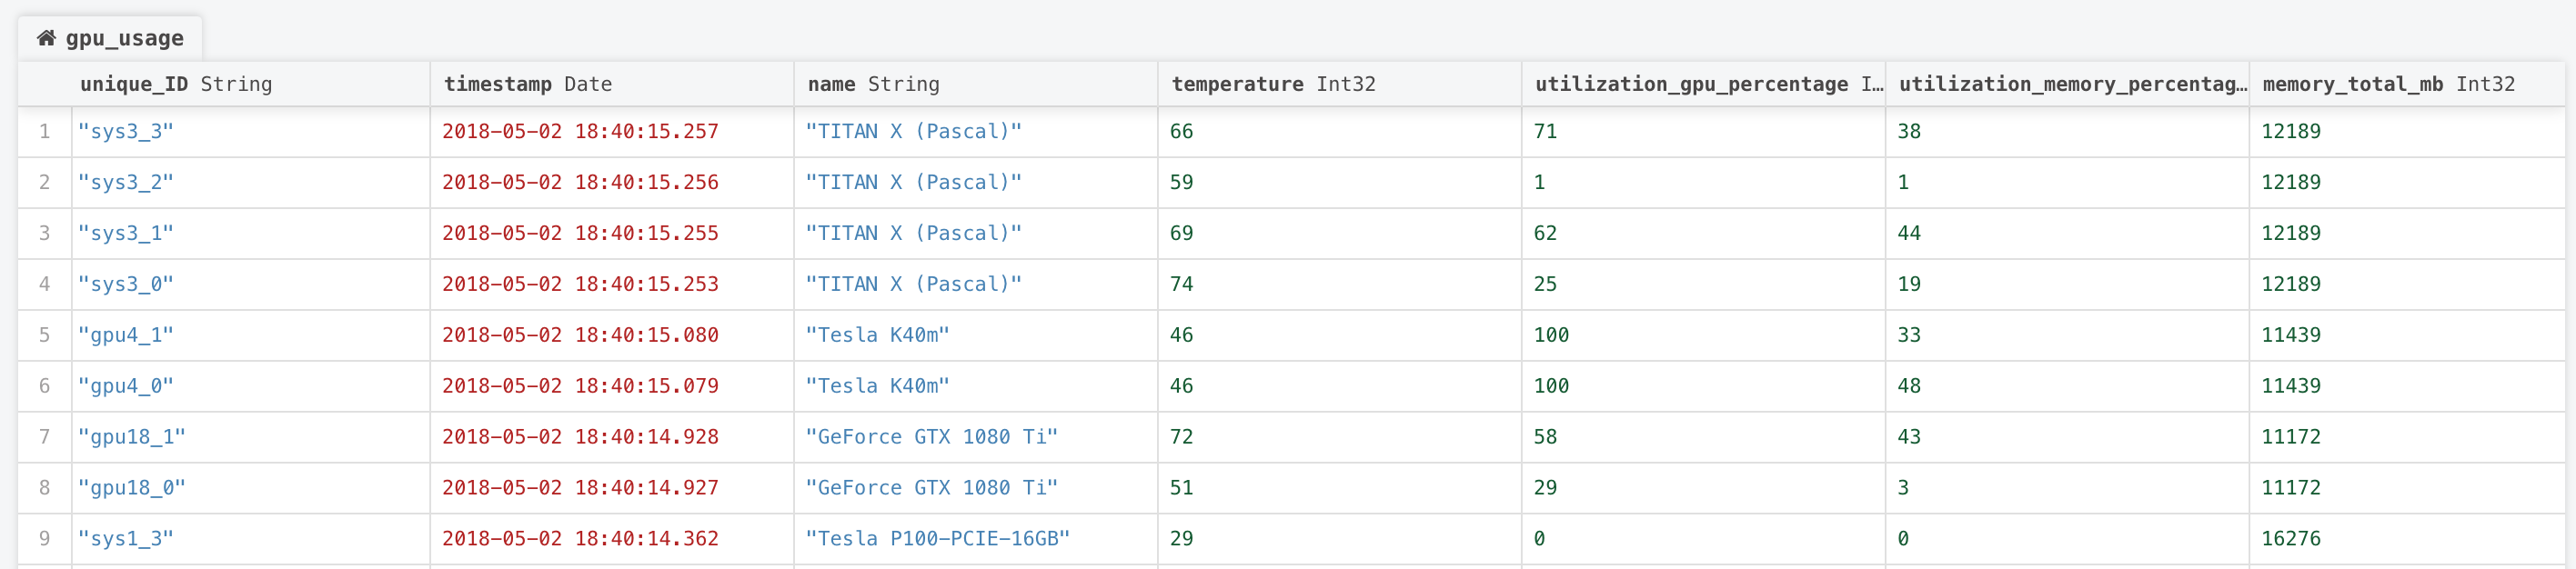 gpu_usage
unique_ID String timestamp Date name String temperature Int32 utilization_gpu_percentage I… utilization_memory_percentag… memory_total_mb Int32
1 "sys3_3" 2018-05-02 18:40:15.257 "TITAN X (Pascal)" 66 71 38 12189
2 "sys3_2" 2018-05-02 18:40:15.256 "TITAN X (Pascal)" 59 1 1 12189
3 "sys3_1" 2018-05-02 18:40:15.255 "TITAN X (Pascal)" 69 62 44 12189
4 "sys3_0" 2018-05-02 18:40:15.253 "TITAN X (Pascal)" 74 25 19 12189
5 "gpu4_1" 2018-05-02 18:40:15.080 "Tesla K40m" 46 100 33 11439
6 "gpu4_0" 2018-05-02 18:40:15.079 "Tesla K40m" 46 100 48 11439
7 "gpu18_1" 2018-05-02 18:40:14.928 "GeForce GTX 1080 Ti" 72 58 43 11172
8 "gpu18_0" 2018-05-02 18:40:14.927 "GeForce GTX 1080 Ti" 51 29 3 11172
9 "sys1_3" 2018-05-02 18:40:14.362 "Tesla P100-PCIE-16GB" 29 0 0 16276